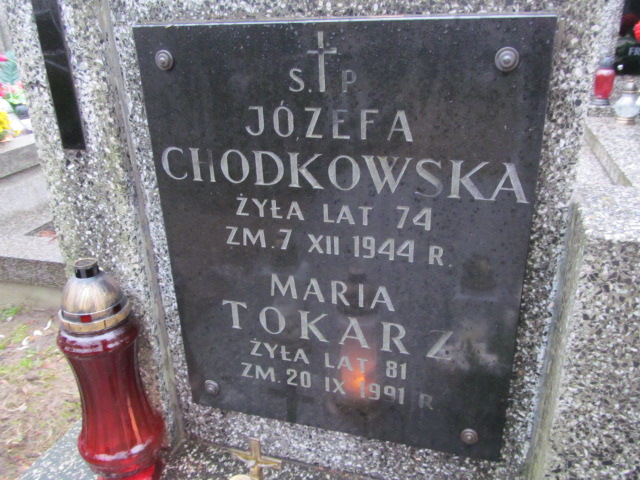 Ś. P.
JÓZEFA
CHODKOWSKA
ŻYŁA LAT 74
ZM. 7 XII 1944 R.
MARIA
TOKARZ
ŻYŁA LAT 81
ZM. 20 IX 1991 R